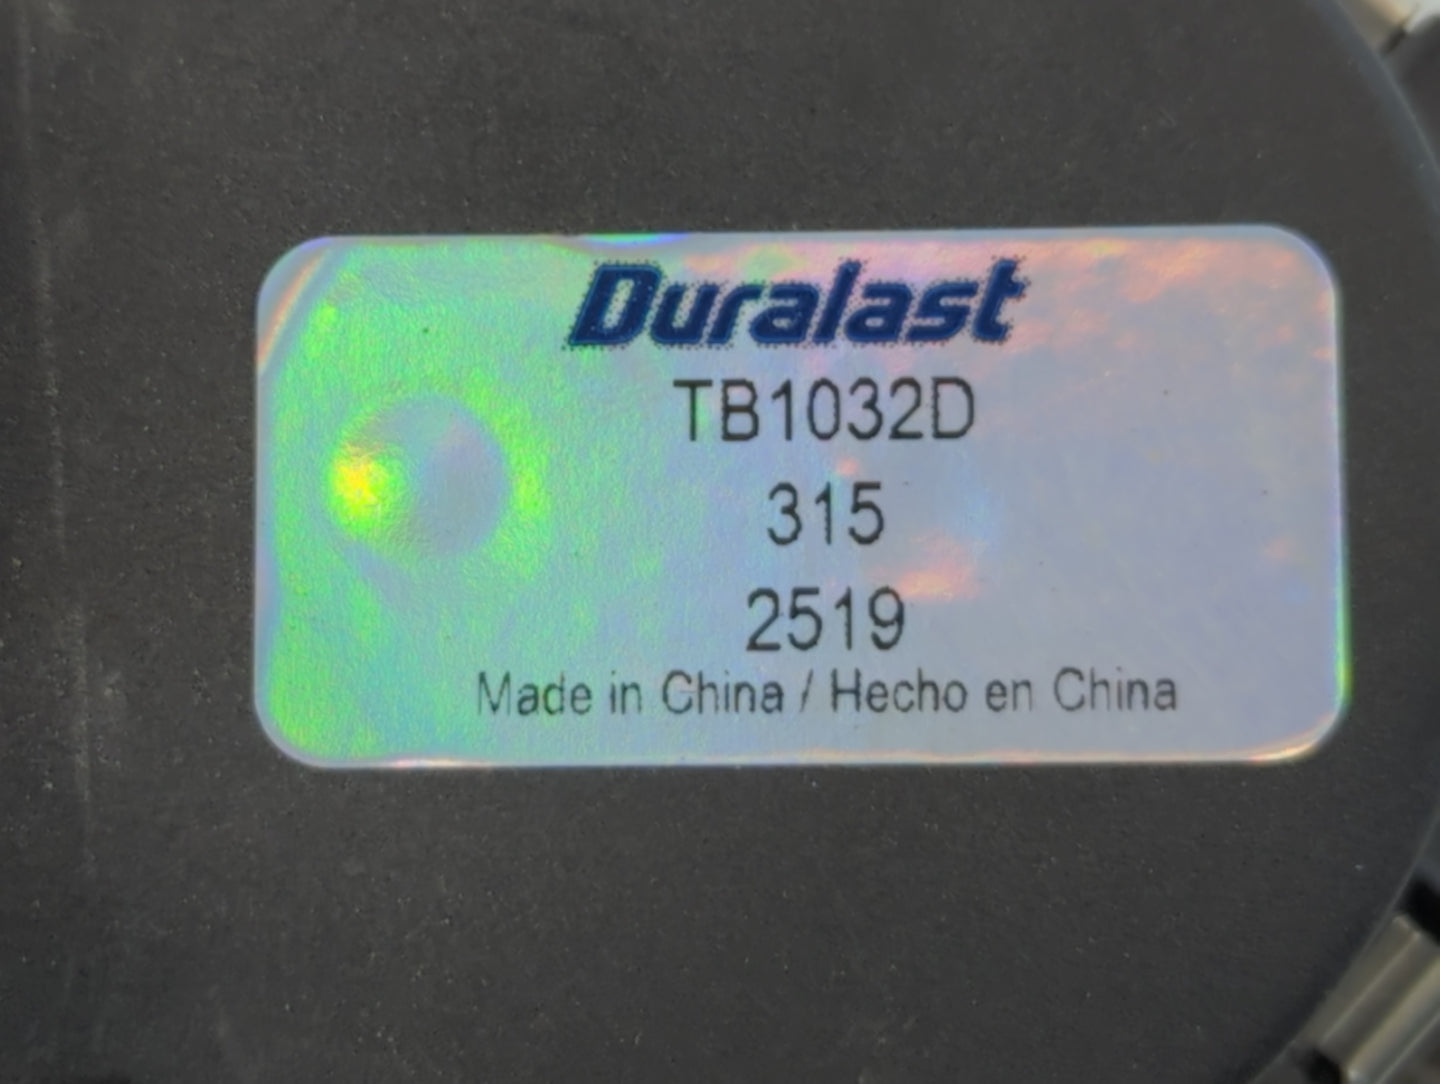 Duralast
TB1032D
315
2519
Made in China / Hecho en China